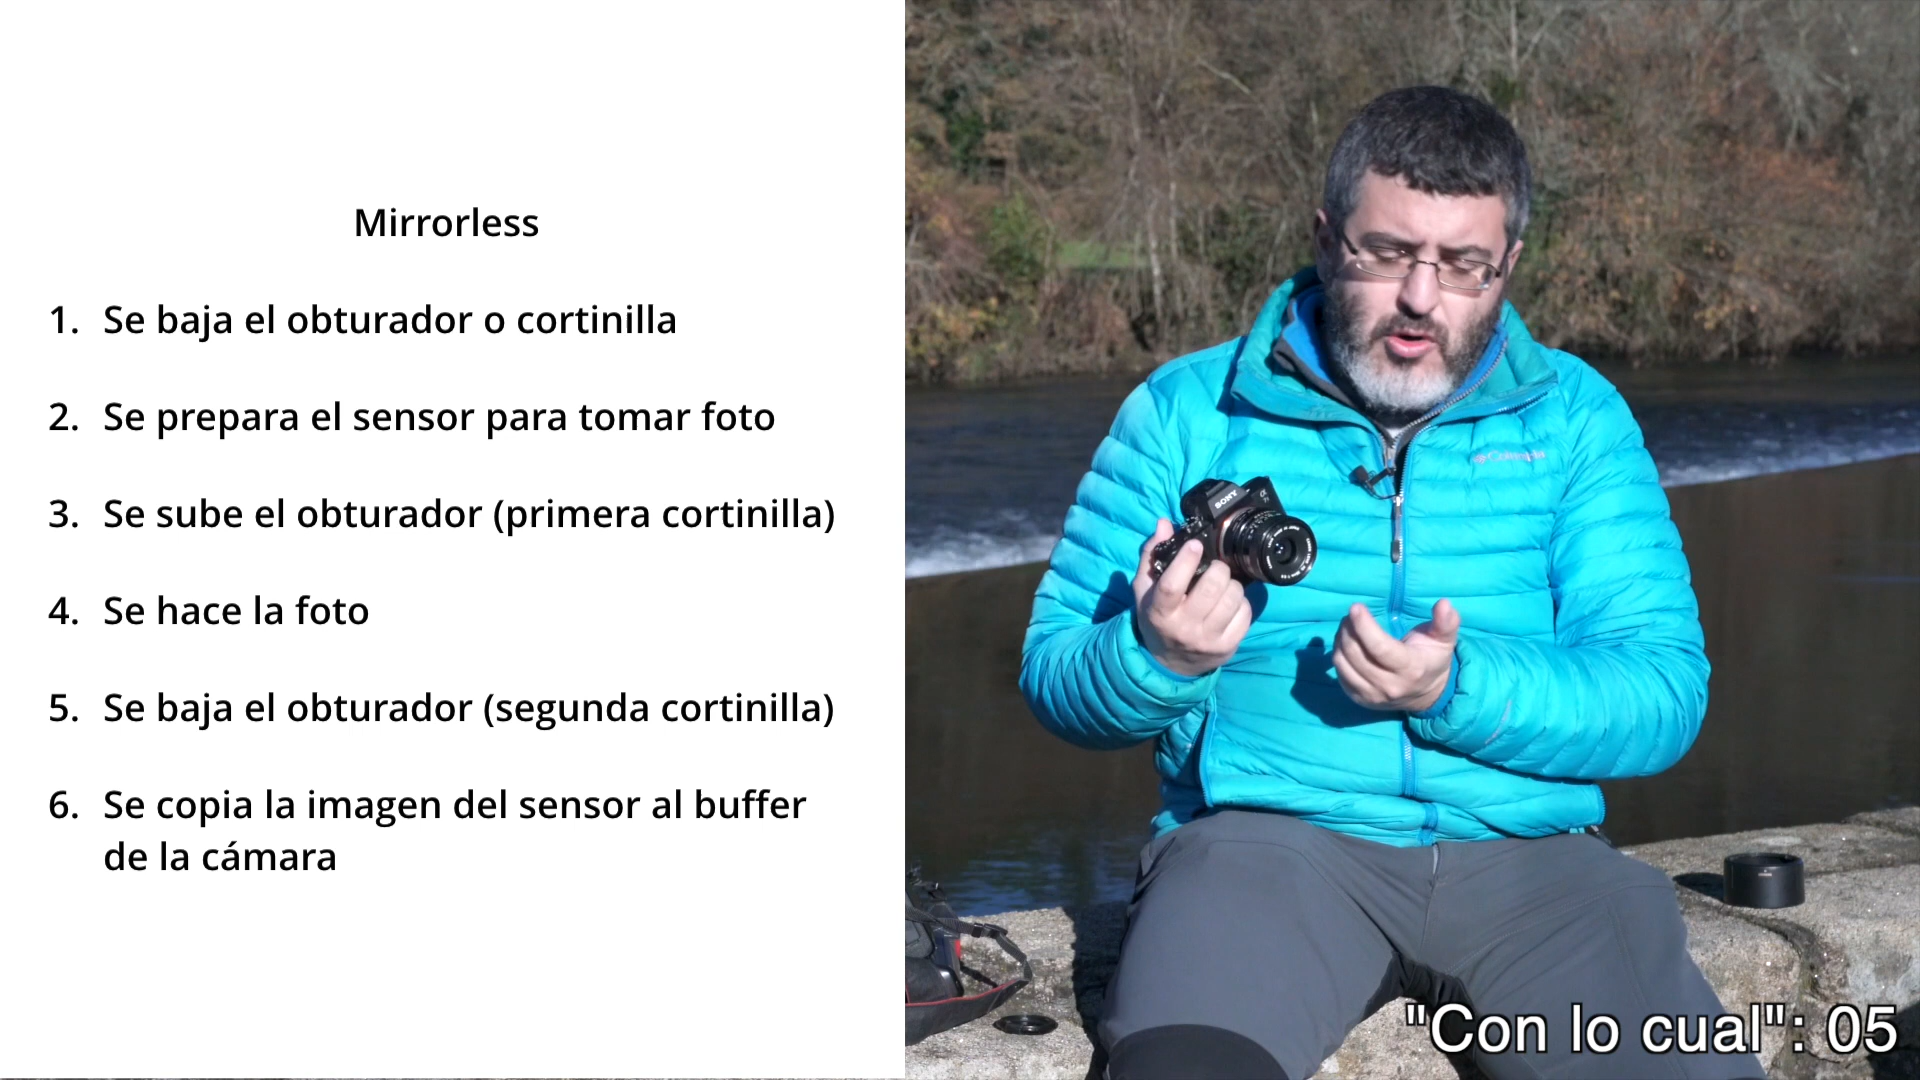 Mirrorless
1. Se baja el obturador o cortinilla
2. Se prepara el sensor para tomar foto
3. Se sube el obturador (primera cortinilla)
4. Se hace la foto
5. Se baja el obturador (segunda cortinilla)
6. Se copia la imagen del sensor al buffer
de la cámara
SONY
Columbia
"Con lo cual": 05